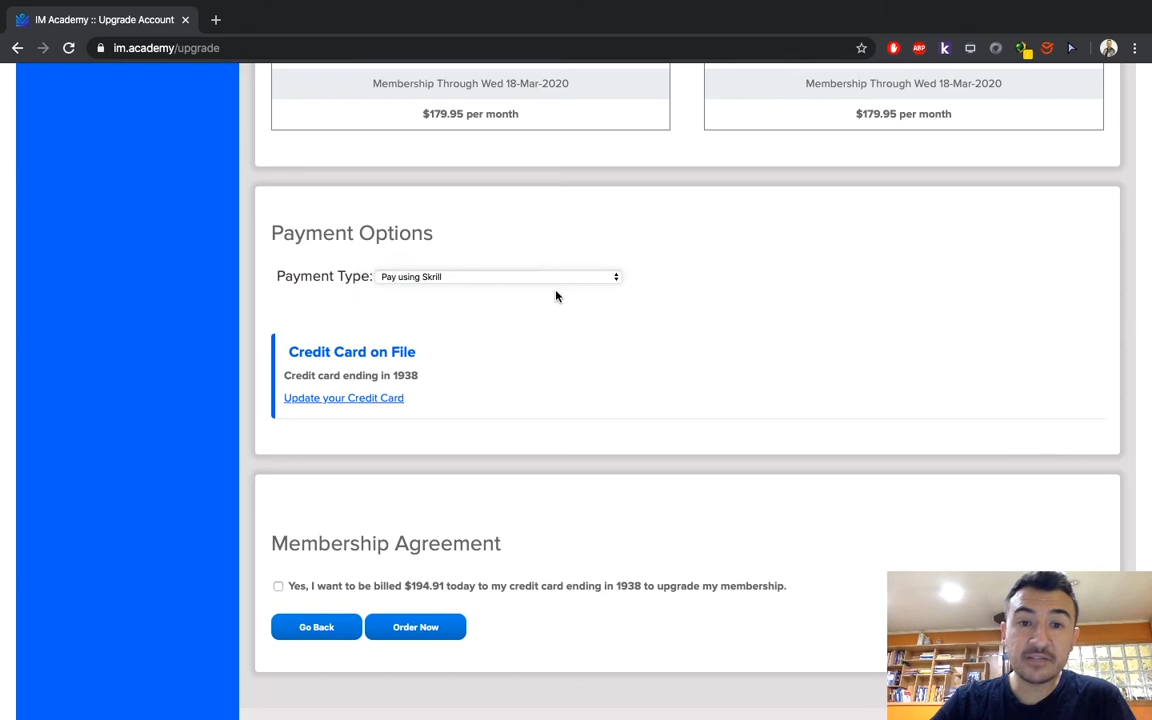 IM Academy :: Upgrade Account
im.academy/upgrade
ABP
k
Membership Through Wed 18-Mar-2020
Membership Through Wed 18-Mar-2020
$179.95 per month
$179.95 per month
Payment Options
Payment Type: Pay using Skrill
Credit Card on File
Credit card ending in 1938
Update your Credit Card
Membership Agreement
Yes, I want to be billed $194.91 today to my credit card ending in 1938 to upgrade my membership.
Go Back
Order Now